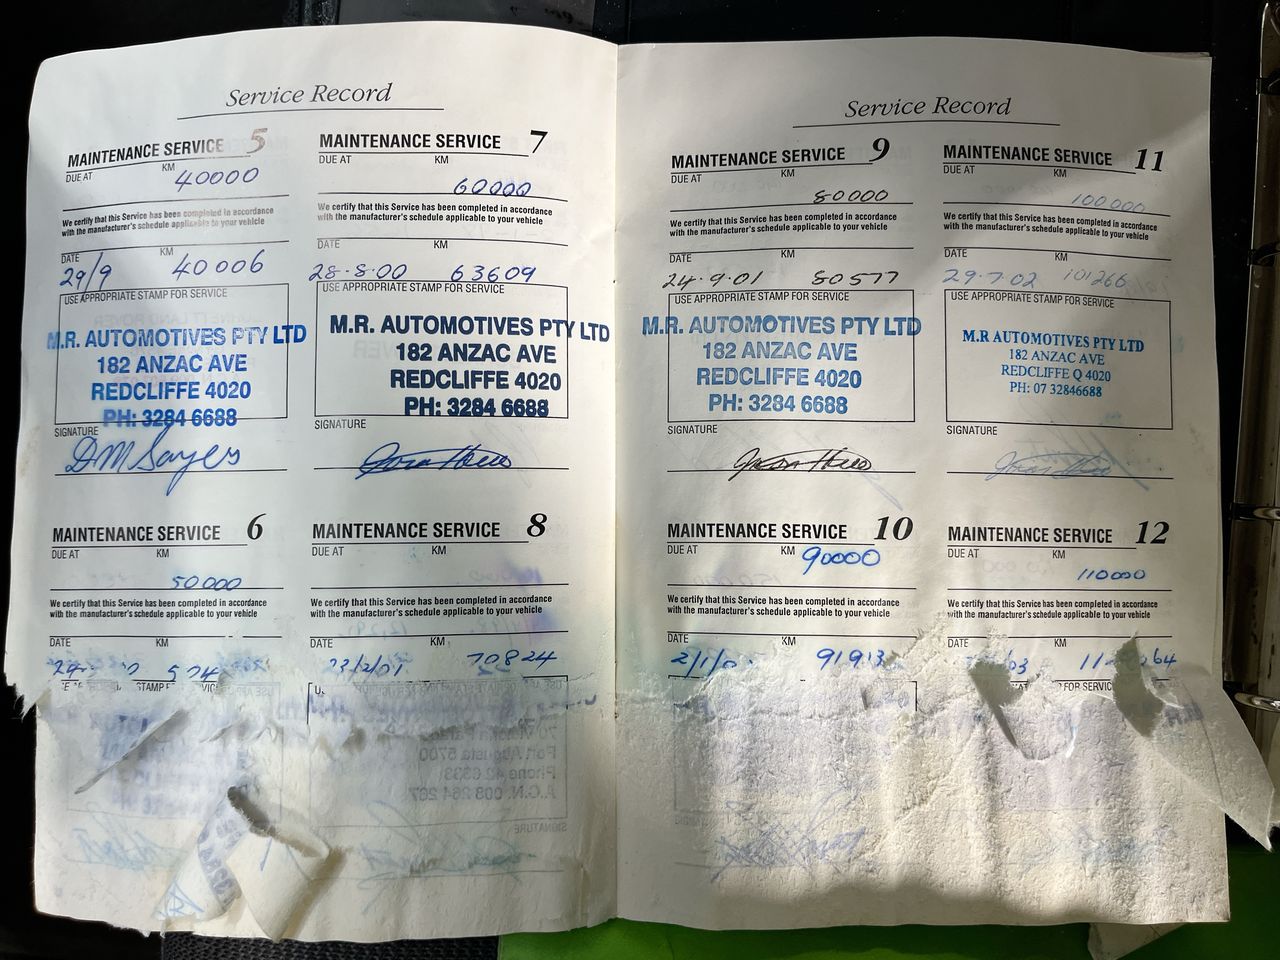 Service Record
MAINTENANCE SERVICE 5
DUE AT KM
40000
We certify that this Service has been completed in accordance
with the manufacturer's schedule applicable to your vehicle
DATE KM
29/9 40006
USE APPROPRIATE STAMP FOR SERVICE
M.R. AUTOMOTIVES PTY LTD
182 ANZAC AVE
REDCLIFFE 4020
PH: 3284 6688
SIGNATURE
DM Sayes
MAINTENANCE SERVICE 6
DUE AT KM
50000
We certify that this Service has been completed in accordance
with the manufacturer's schedule applicable to your vehicle
DATE KM
STAMP
MAINTENANCE SERVICE 7
DUE AT KM
60000
We certify that this Service has been completed in accordance
with the manufacturer's schedule applicable to your vehicle
DATE KM
28.8.00 63609
USE APPROPRIATE STAMP FOR SERVICE
M.R. AUTOMOTIVES PTY LTD
182 ANZAC AVE
REDCLIFFE 4020
PH: 3284 6688
SIGNATURE
MAINTENANCE SERVICE 8
DUE AT KM
We certify that this Service has been completed in accordance
with the manufacturer's schedule applicable to your vehicle
DATE KM
23/2/01 70824
Service Record
MAINTENANCE SERVICE 9
DUE AT KM
80000
We certify that this Service has been completed in accordance
with the manufacturer's schedule applicable to your vehicle
DATE KM
24.9.01 80577
USE APPROPRIATE STAMP FOR SERVICE
M.R. AUTOMOTIVES PTY LTD
182 ANZAC AVE
REDCLIFFE 4020
PH: 3284 6688
SIGNATURE
MAINTENANCE SERVICE 10
DUE AT KM 90000
We certify that this Service has been completed in accordance
with the manufacturer's schedule applicable to your vehicle
DATE KM
91913
MAINTENANCE SERVICE 11
DUE AT KM
100000
We certify that this Service has been completed in accordance
with the manufacturer's schedule applicable to your vehicle
DATE KM
29.7.02 101266
USE APPROPRIATE STAMP FOR SERVICE
M.R AUTOMOTIVES PTY LTD
182 ANZAC AVE
REDCLIFFE Q 4020
PH: 07 32846688
SIGNATURE
MAINTENANCE SERVICE 12
DUE AT KM
110000
We certify that this Service has been completed in accordance
with the manufacturer's schedule applicable to your vehicle
DATE KM
FOR SERVIC